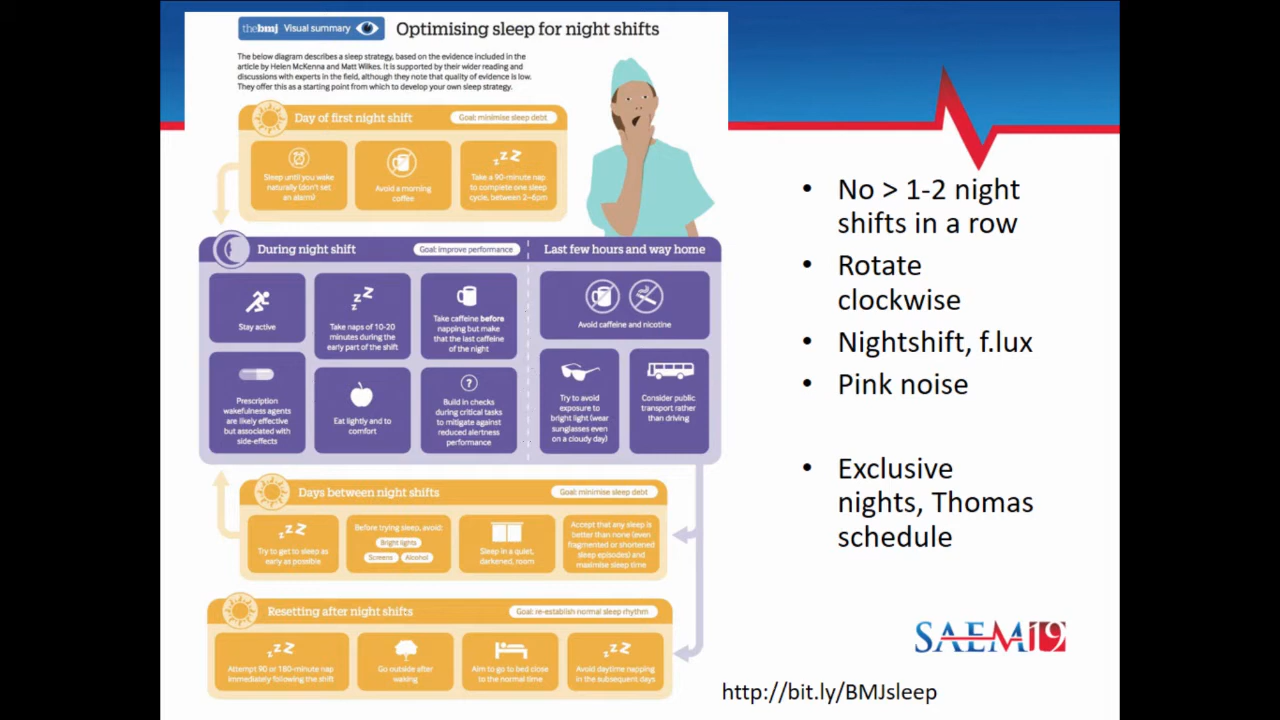 thebmj Visual summary
Optimising sleep for night shifts
The below diagram describes a sleep strategy, based on the evidence included in the
article by Helen McKenna and Matt Wilkes. It is supported by their wider reading and
discussions with experts in the field, although they note that quality of evidence is low.
They offer this as a starting point from which to develop your own sleep strategy.
Day of first night shift
Goal: minimise sleep debt
Sleep until you wake
naturally (don't set
an alarm)
Avoid a morning
coffee
Take a 90-minute nap
to complete one sleep
cycle, between 2–6pm
During night shift
Goal: improve performance
Stay active
Take naps of 10-20
minutes during the
early part of the shift
Take caffeine before
napping but make
that the last caffeine
of the night
Prescription
wakefulness agents
are likely effective
but associated with
side-effects
Eat lightly and to
comfort
?
Build in checks
during critical tasks
to mitigate against
reduced alertness
performance
Last few hours and way home
Avoid caffeine and nicotine
Try to avoid
exposure to
bright light (wear
sunglasses even
on a cloudy day)
Consider public
transport rather
than driving
Days between night shifts
Goal: minimise sleep debt
Try to get to sleep as
early as possible
Before trying sleep, avoid:
Bright lights
Screens
Alcohol
Sleep in a quiet,
darkened, room
Accept that any sleep is
better than none (even
fragmented or shortened
sleep episodes) and
maximise sleep time
Resetting after night shifts
Goal: re-establish normal sleep rhythm
zzZ
Attempt 90 or 180-minute nap
immediately following the shift
Go outside after
waking
Aim to go to bed close
to the normal time
zzZ
Avoid daytime napping
in the subsequent days
• No > 1-2 night
shifts in a row
• Rotate
clockwise
• Nightshift, f.lux
• Pink noise
• Exclusive
nights, Thomas
schedule
SAEM19
http://bit.ly/BMJsleep